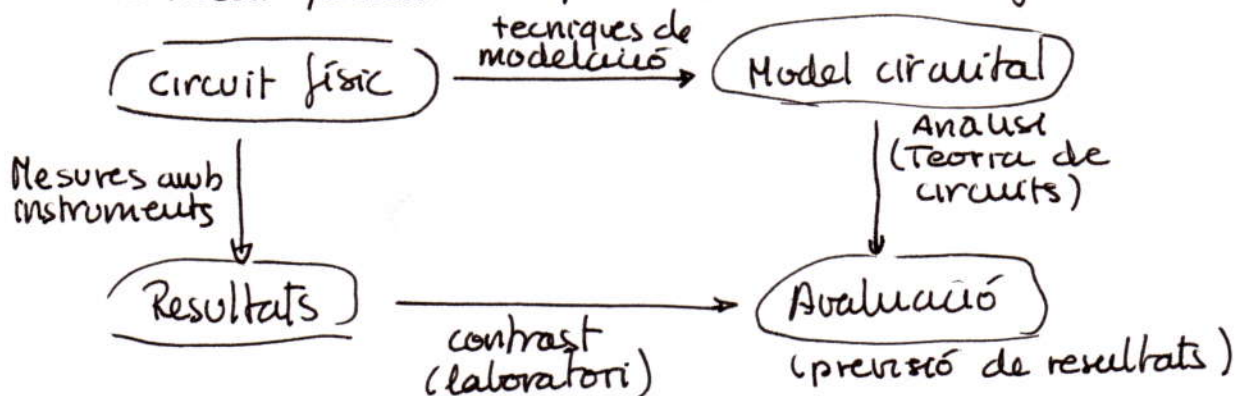 tecniques de
modelació
Circuit físic
Model circuital
Mesures amb
instruments
Anàlisi
(Teoria de
circuits)
Resultats
contrast
(laboratori)
Avaluació
(previsió de resultats)